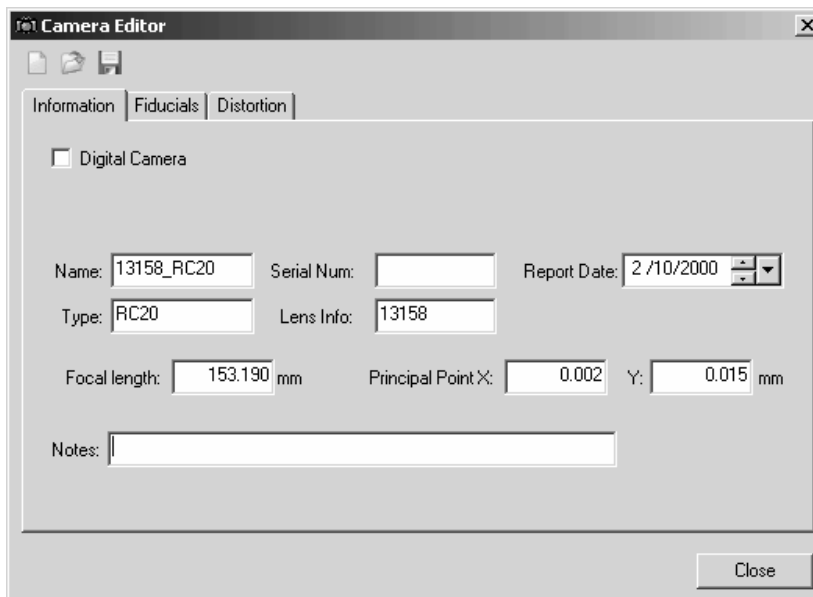 Camera Editor
Information Fiducials Distortion
Digital Camera
Name: 13158_RC20 Serial Num: Report Date: 2 /10/2000
Type: RC20 Lens Info: 13158
Focal length: 153.190 mm Principal Point X: 0.002 Y: 0.015 mm
Notes:
Close